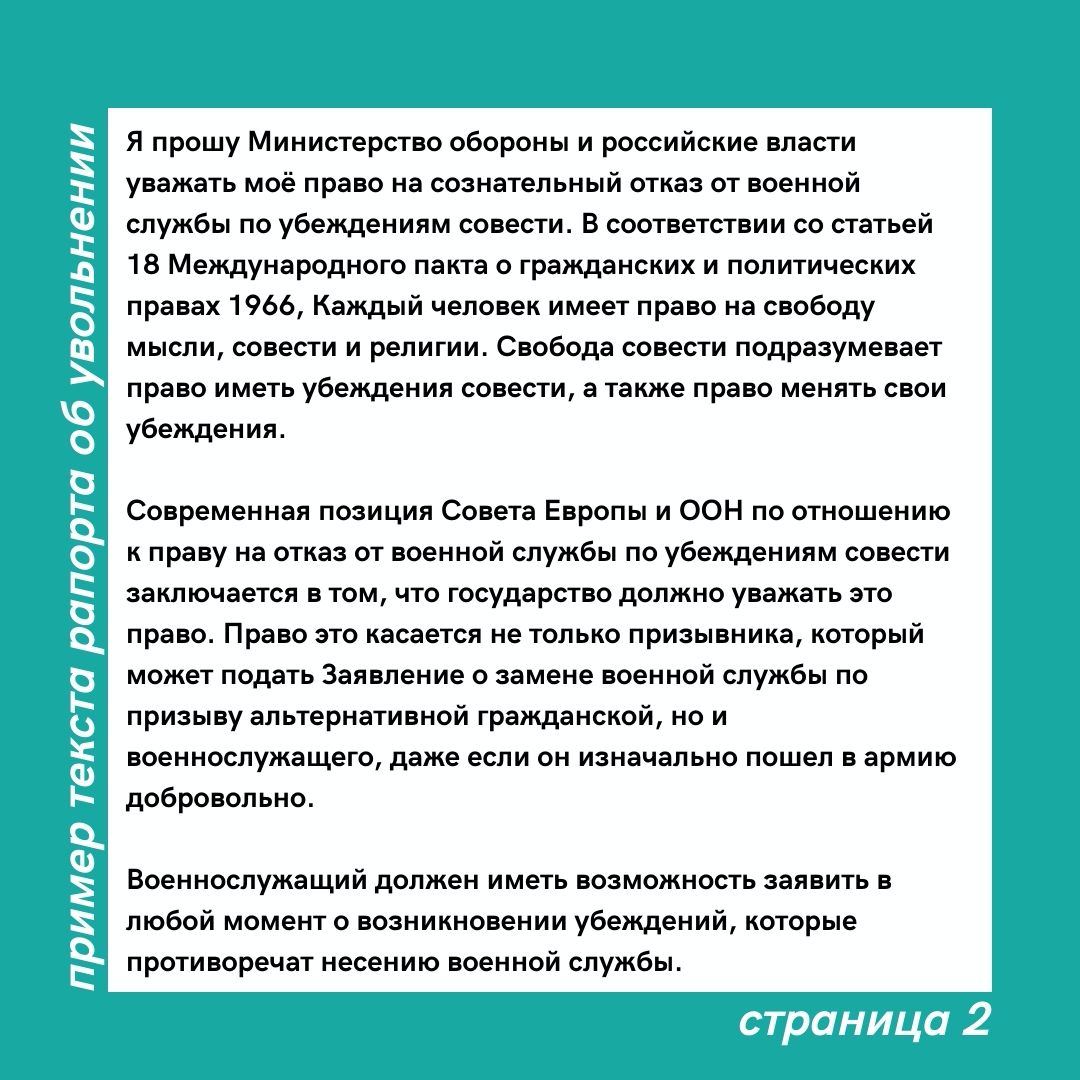 пример текста рапорта об увольнении
Я прошу Министерство обороны и российские власти
уважать моё право на сознательный отказ от военной
службы по убеждениям совести. В соответствии со статьей
18 Международного пакта о гражданских и политических
правах 1966, Каждый человек имеет право на свободу
мысли, совести и религии. Свобода совести подразумевает
право иметь убеждения совести, а также право менять свои
убеждения.
Современная позиция Совета Европы и ООН по отношению
к праву на отказ от военной службы по убеждениям совести
заключается в том, что государство должно уважать это
право. Право это касается не только призывника, который
может подать Заявление о замене военной службы по
призыву альтернативной гражданской, но и
военнослужащего, даже если он изначально пошел в армию
добровольно.
Военнослужащий должен иметь возможность заявить в
любой момент о возникновении убеждений, которые
противоречат несению военной службы.
страница 2